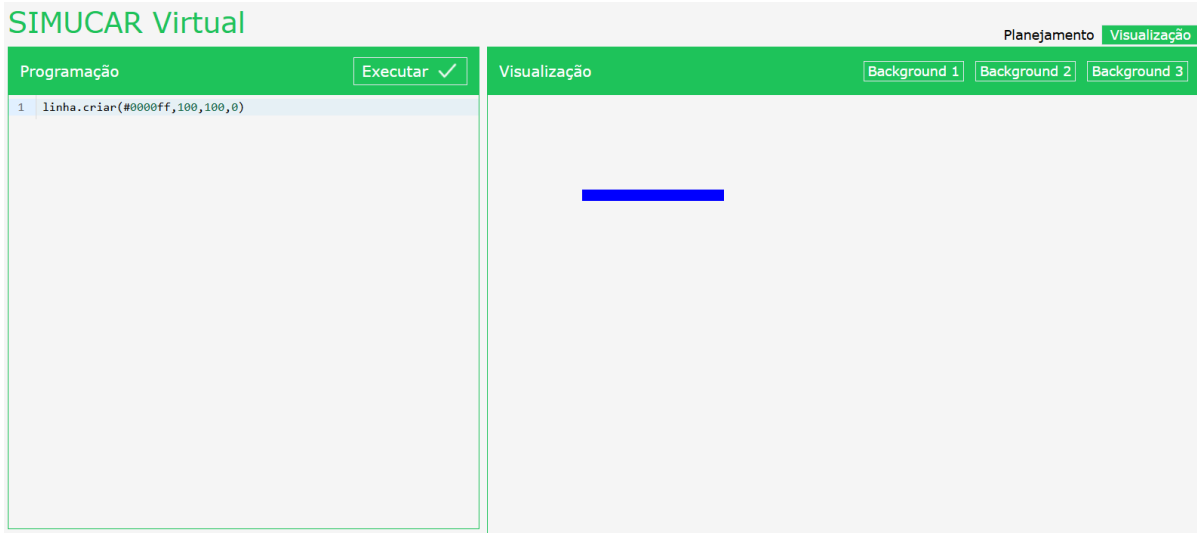 SIMUCAR Virtual
Planejamento Visualização
Programação Executar
Visualização Background 1 Background 2 Background 3
1 linha.criar(#0000ff,100,100,0)